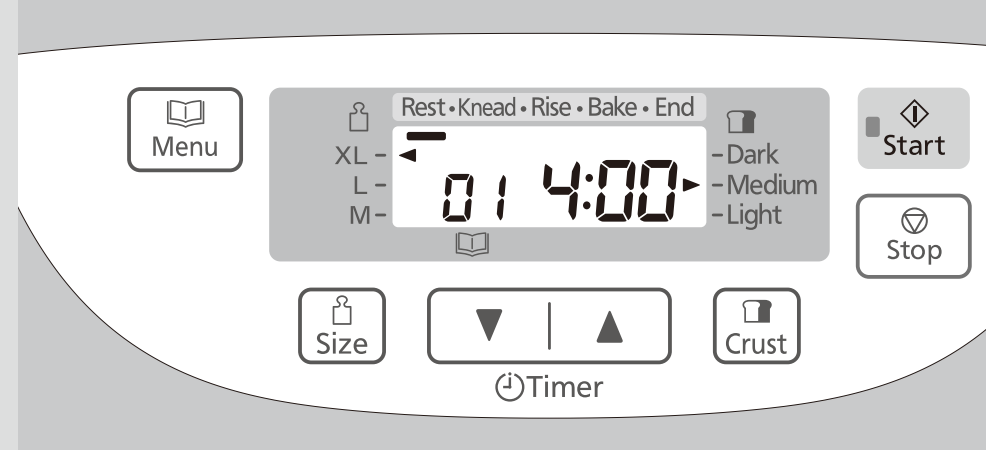 Menu
Rest • Knead • Rise • Bake • End
XL –
L –
M –
01 4:00
– Dark
– Medium
– Light
Start
Stop
Size
Timer
Crust